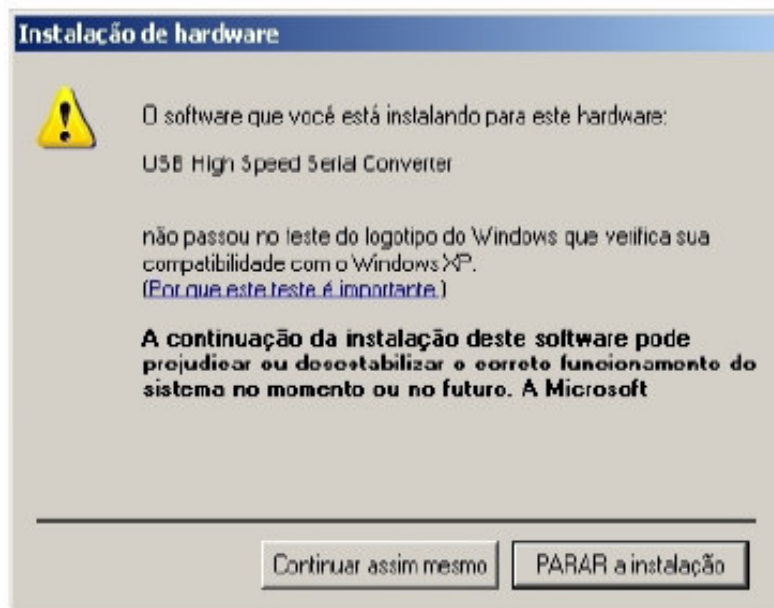 Instalação de hardware
O software que você está instalando para este hardware:
USB High Speed Serial Converter
não passou no teste do logotipo do Windows que verifica sua
compatibilidade com o Windows XP.
(Por que este teste é importante.)
A continuação da instalação deste software pode
prejudicar ou desestabilizar o correto funcionamento do
sistema no momento ou no futuro. A Microsoft
Continuar assim mesmo
PARAR a instalação